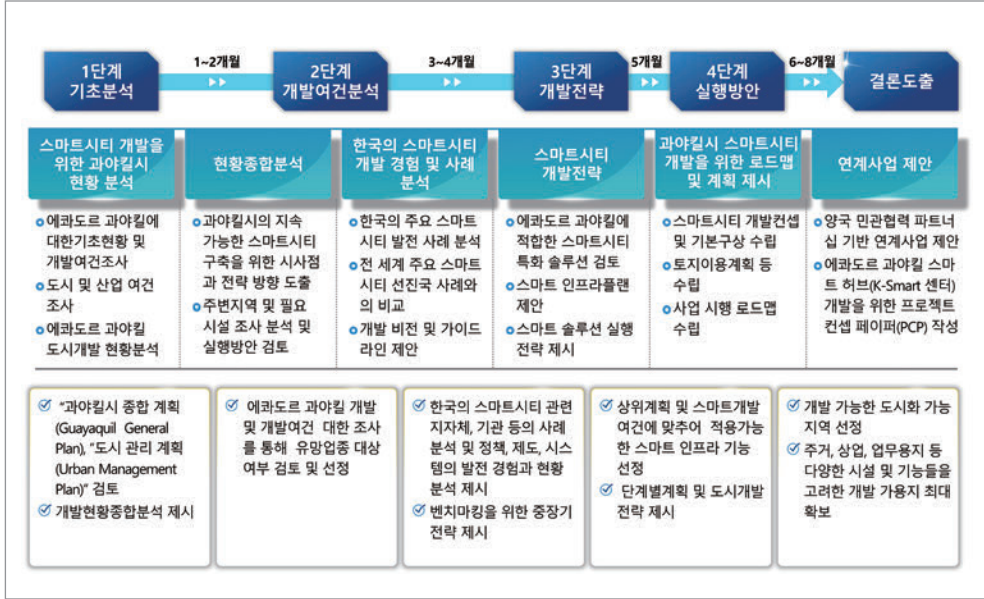 1단계
기초분석
1~2개월
2단계
개발여건분석
3~4개월
3단계
개발전략
5개월
4단계
실행방안
6~8개월
결론도출
스마트시티 개발을
위한 과야킬시
현황 분석
현황종합분석
한국의 스마트시티
개발 경험 및 사례
분석
스마트시티
개발전략
과야킬시 스마트시티
개발을 위한 로드맵
및 계획 제시
연계사업 제안
에콰도르 과야킬에
대한기초현황 및
개발여건조사
도시 및 산업 여건
조사
에콰도르 과야킬
도시개발 현황분석
과야킬시의 지속
가능한 스마트시티
구축을 위한 시사점
과 전략 방향 도출
주변지역 및 필요
시설 조사 분석 및
실행방안 검토
한국의 주요 스마트
시티 발전 사례 분석
전 세계 주요 스마트
시티 선진국 사례와
의 비교
개발 비전 및 가이드
라인 제안
에콰도르 과야킬에
적합한 스마트시티
특화 솔루션 검토
스마트 인프라플랜
제안
스마트 솔루션 실행
전략 제시
스마트시티 개발컨셉
및 기본구상 수립
토지이용계획 등
수립
사업 시행 로드맵
수립
양국 민관협력 파트너
십 기반 연계사업 제안
에콰도르 과야킬 스마
트 허브(K-Smart 센터)
개발을 위한 프로젝트
컨셉 페이퍼(PCP) 작성
"과야킬시 종합 계획
(Guayaquil General
Plan), "도시 관리 계획
(Urban Management
Plan)" 검토
개발현황종합분석 제시
에콰도르 과야킬 개발
및 개발여건 대한 조사
를 통해 유망업종 대상
여부 검토 및 선정
한국의 스마트시티 관련
지자체, 기관 등의 사례
분석 및 정책, 제도, 시스
템의 발전 경험과 현황
분석 제시
벤치마킹을 위한 중장기
전략 제시
상위계획 및 스마트개발
여건에 맞추어 적용가능
한 스마트 인프라 기능
선정
단계별계획 및 도시개발
전략 제시
개발 가능한 도시화 가능
지역 선정
주거, 상업, 업무용지 등
다양한 시설 및 기능들을
고려한 개발 가용지 최대
확보